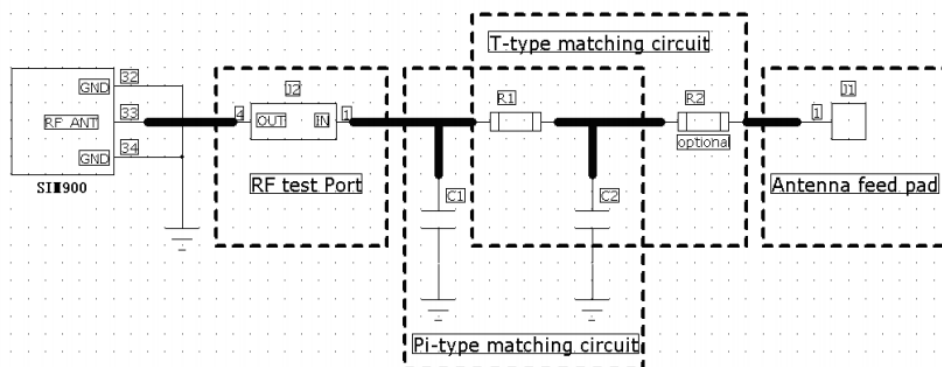 T-type matching circuit
32
GND
J2
R1
R2
J1
33
RF ANT
4
OUT
IN
1
1
optional
34
GND
SIM900
RF test Port
C1
C2
Antenna feed pad
Pi-type matching circuit